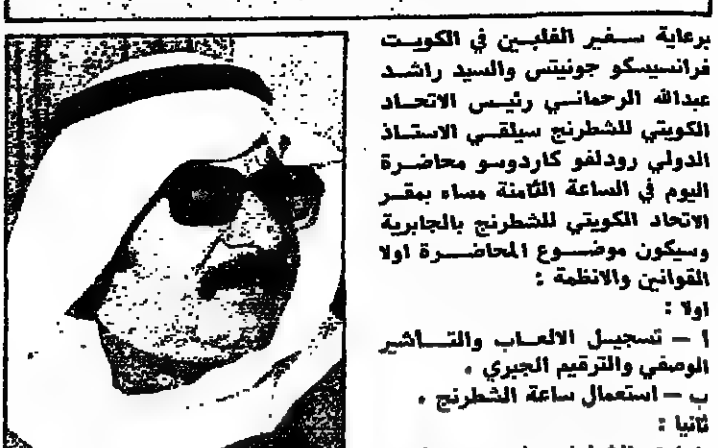 برعاية سفير الفلبين في الكويت
فرانسيسكو جونيتس والسيد راشد
عبدالله الرحماني رئيس الاتحاد
الكويتي للشطرنج سيلقي الاستاذ
الدولي رودلفو كاردوسو محاضرة
اليوم في الساعة الثامنة مساء بمقر
الاتحاد الكويتي للشطرنج بالجابرية
وسيكون موضوع المحاضرة اولا
القوانين والانظمة :
اولا :
أ – تسجيل الالعاب والتأشير
الوصفي والترقيم الجبري .
ب – استعمال ساعة الشطرنج .
ثانيا :